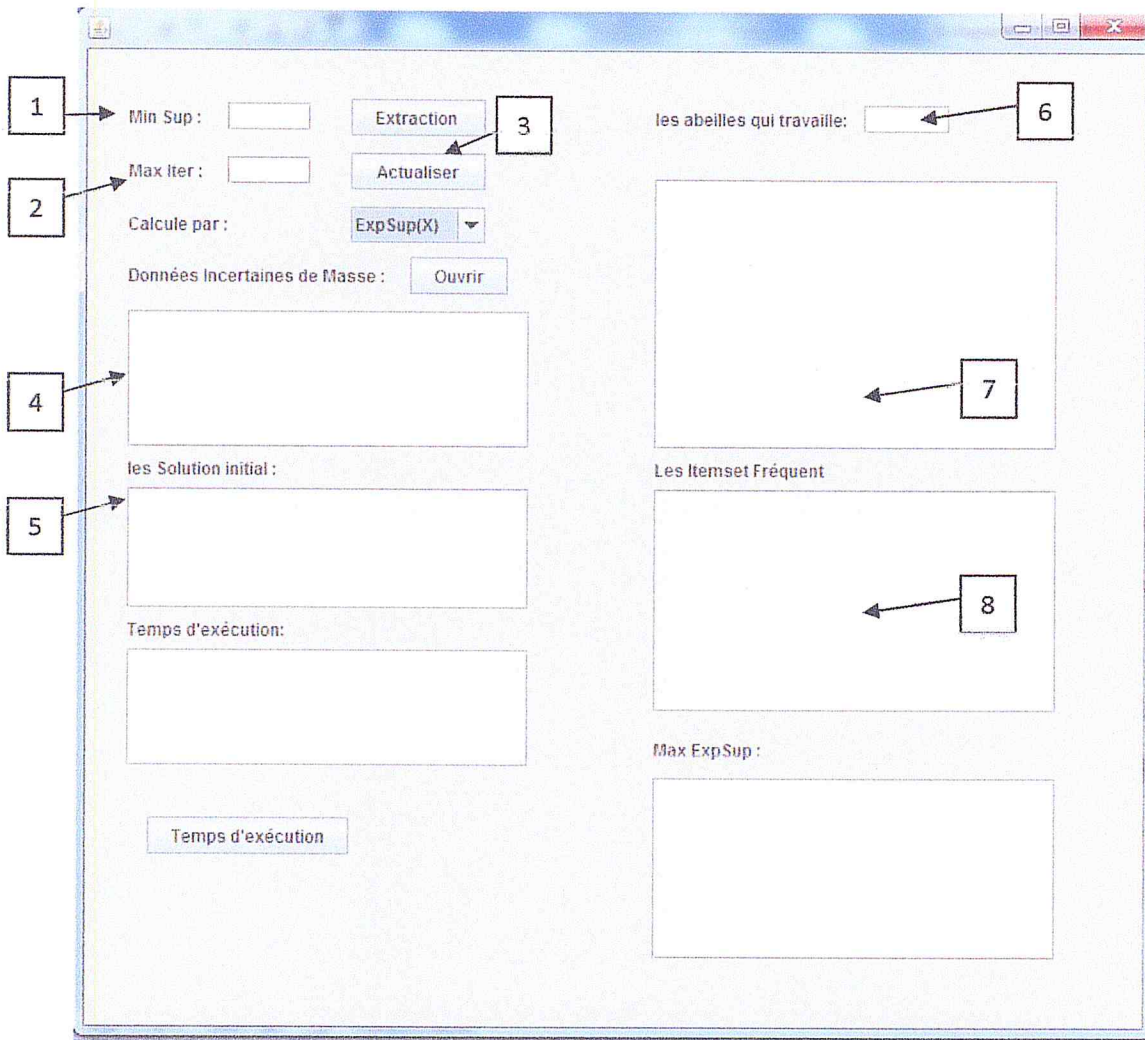 1
Min Sup :
Extraction
3
les abeilles qui travaille:
6
2
Max Iter :
Actualiser
Calcule par :
ExpSup(X)
Données Incertaines de Masse :
Ouvrir
4
7
les Solution initial :
Les Itemset Fréquent
5
8
Temps d'exécution:
Max ExpSup :
Temps d'exécution